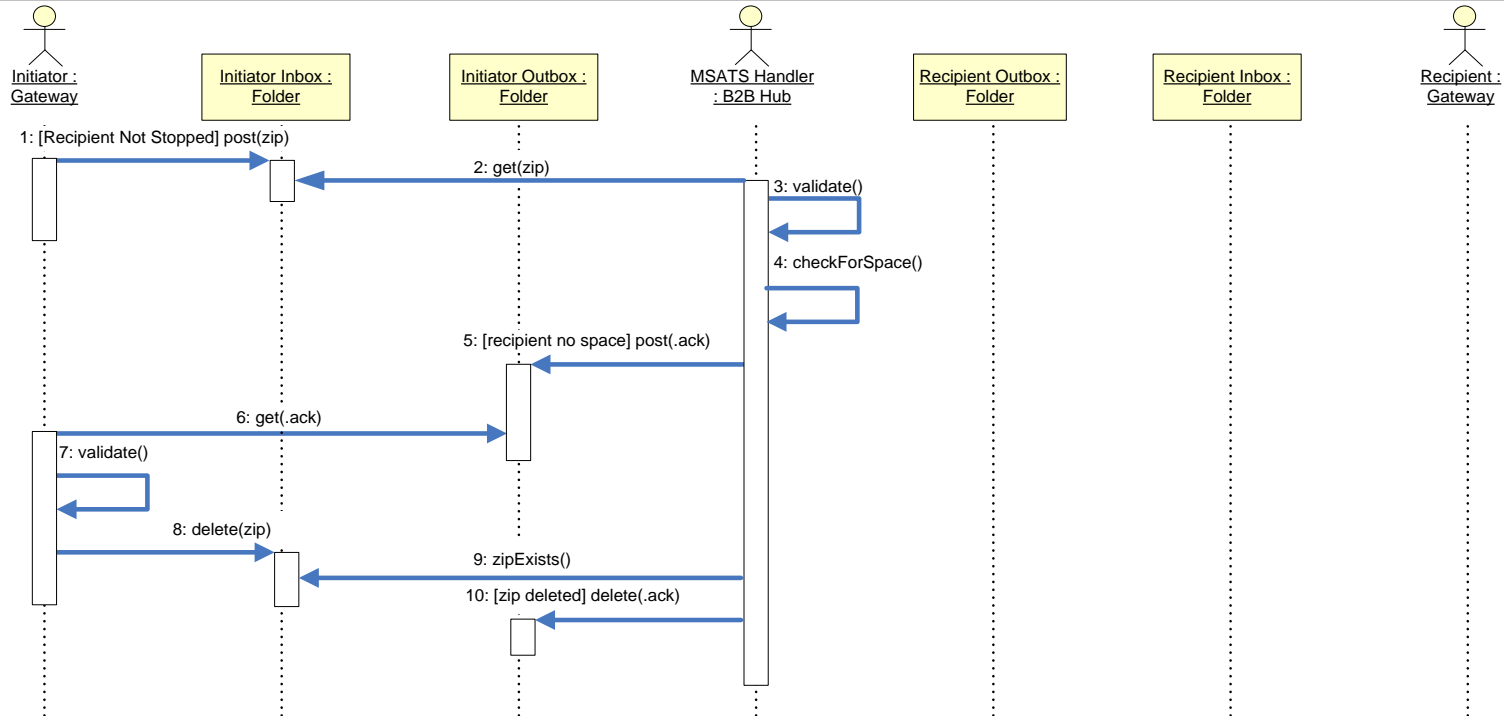 Initiator :
Gateway
Initiator Inbox :
Folder
Initiator Outbox :
Folder
MSATS Handler
: B2B Hub
Recipient Outbox :
Folder
Recipient Inbox :
Folder
Recipient :
Gateway
1: [Recipient Not Stopped] post(zip)
2: get(zip)
3: validate()
4: checkForSpace()
5: [recipient no space] post(.ack)
6: get(.ack)
7: validate()
8: delete(zip)
9: zipExists()
10: [zip deleted] delete(.ack)